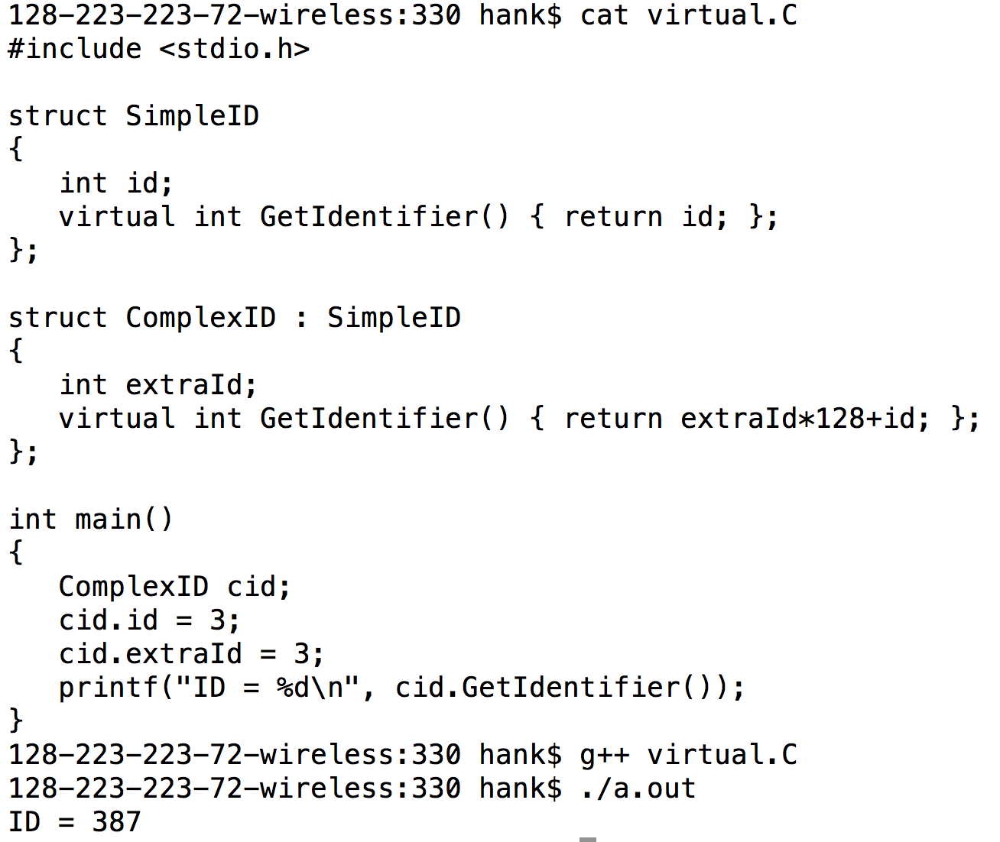 128-223-223-72-wireless:330 hank$ cat virtual.C
#include <stdio.h>

struct SimpleID
{
   int id;
   virtual int GetIdentifier() { return id; };
};

struct ComplexID : SimpleID
{
   int extraId;
   virtual int GetIdentifier() { return extraId*128+id; };
};

int main()
{
   ComplexID cid;
   cid.id = 3;
   cid.extraId = 3;
   printf("ID = %d\n", cid.GetIdentifier());
}
128-223-223-72-wireless:330 hank$ g++ virtual.C
128-223-223-72-wireless:330 hank$ ./a.out
ID = 387